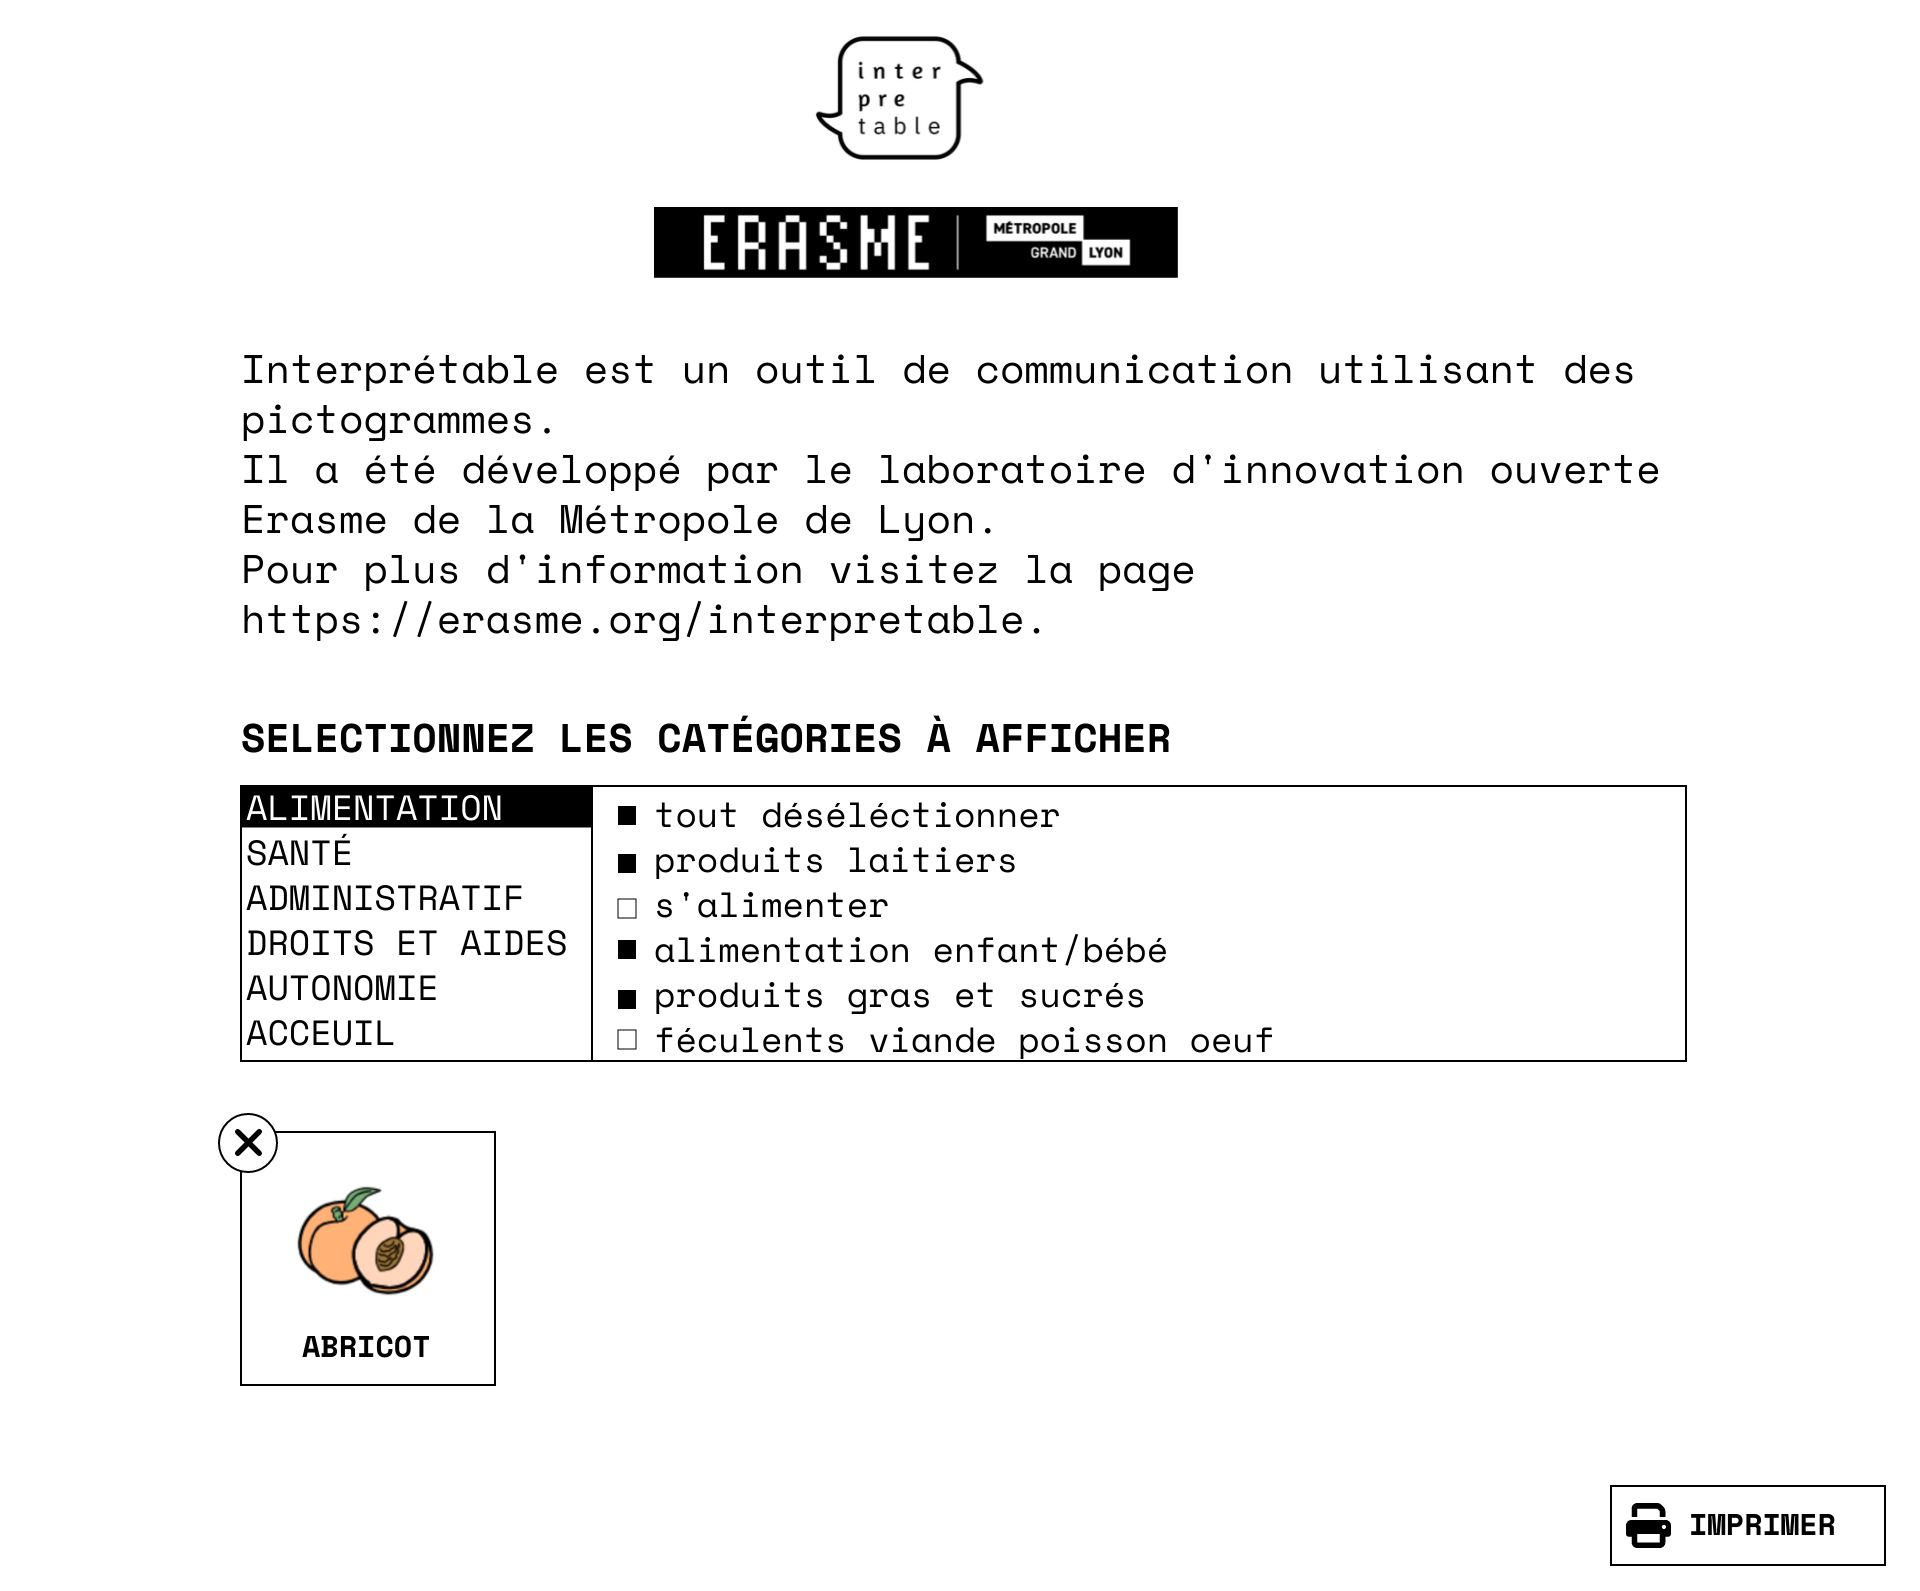 inter
pre
table
ERASME
MÉTROPOLE
GRAND LYON
Interprétable est un outil de communication utilisant des
pictogrammes.
Il a été développé par le laboratoire d'innovation ouverte
Erasme de la Métropole de Lyon.
Pour plus d'information visitez la page
https://erasme.org/interpretable.
SELECTIONNEZ LES CATÉGORIES À AFFICHER
ALIMENTATION
SANTÉ
ADMINISTRATIF
DROITS ET AIDES
AUTONOMIE
ACCEUIL
tout déséléctionner
produits laitiers
s'alimenter
alimentation enfant/bébé
produits gras et sucrés
féculents viande poisson oeuf
ABRICOT
IMPRIMER